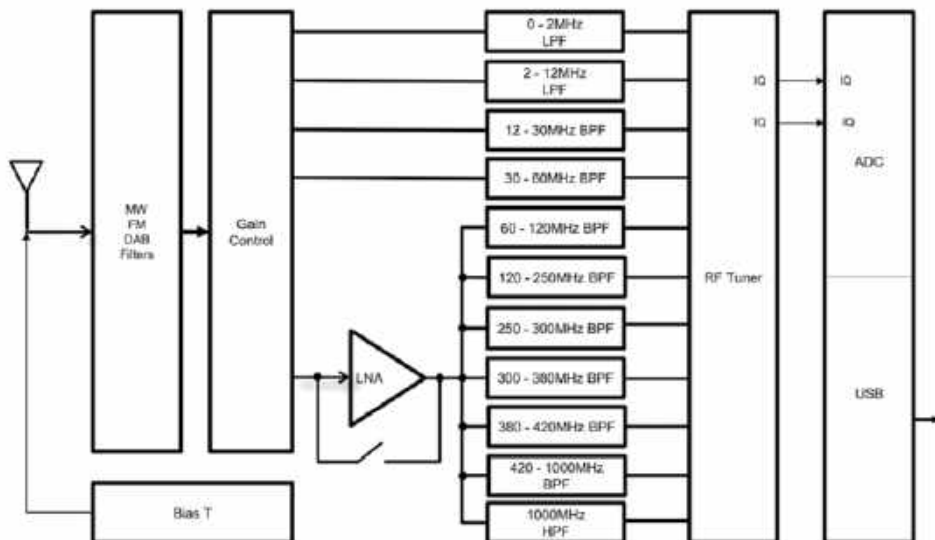 MW
FM
DAB
Filters
Gain
Control
Bias T
LNA
0 - 2MHz
LPF
2 - 12MHz
LPF
12 - 30MHz BPF
30 - 60MHz BPF
60 - 120MHz BPF
120 - 250MHz BPF
250 - 300MHz BPF
300 - 380MHz BPF
380 - 420MHz BPF
420 - 1000MHz
BPF
1000MHz
HPF
RF Tuner
IQ
IQ
IQ
IQ
ADC
USB